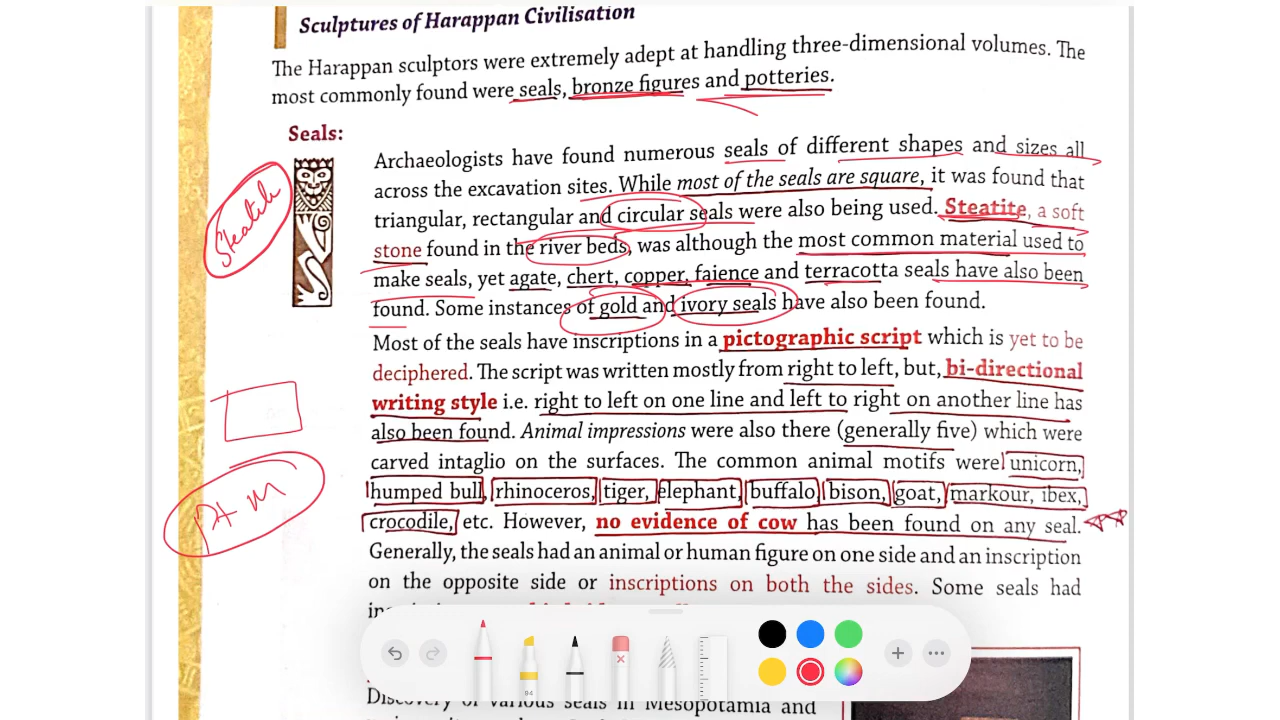 Sculptures of Harappan Civilisation
The Harappan sculptors were extremely adept at handling three-dimensional volumes. The
most commonly found were seals, bronze figures and potteries.
Seals:
Archaeologists have found numerous seals of different shapes and sizes all
across the excavation sites. While most of the seals are square, it was found that
triangular, rectangular and circular seals were also being used. Steatite, a soft
stone found in the river beds, was although the most common material used to
make seals, yet agate, chert, copper, faience and terracotta seals have also been
found. Some instances of gold and ivory seals have also been found.
Most of the seals have inscriptions in a pictographic script which is yet to be
deciphered. The script was written mostly from right to left, but, bi-directional
writing style i.e. right to left on one line and left to right on another line has
also been found. Animal impressions were also there (generally five) which were
carved intaglio on the surfaces. The common animal motifs were unicorn,
humped bull, rhinoceros, tiger, elephant, buffalo, bison, goat, markour, ibex,
crocodile, etc. However, no evidence of cow has been found on any seal.
Generally, the seals had an animal or human figure on one side and an inscription
on the opposite side or inscriptions on both the sides. Some seals had
Discovery of various seals in Mesopotamia and
Steatite